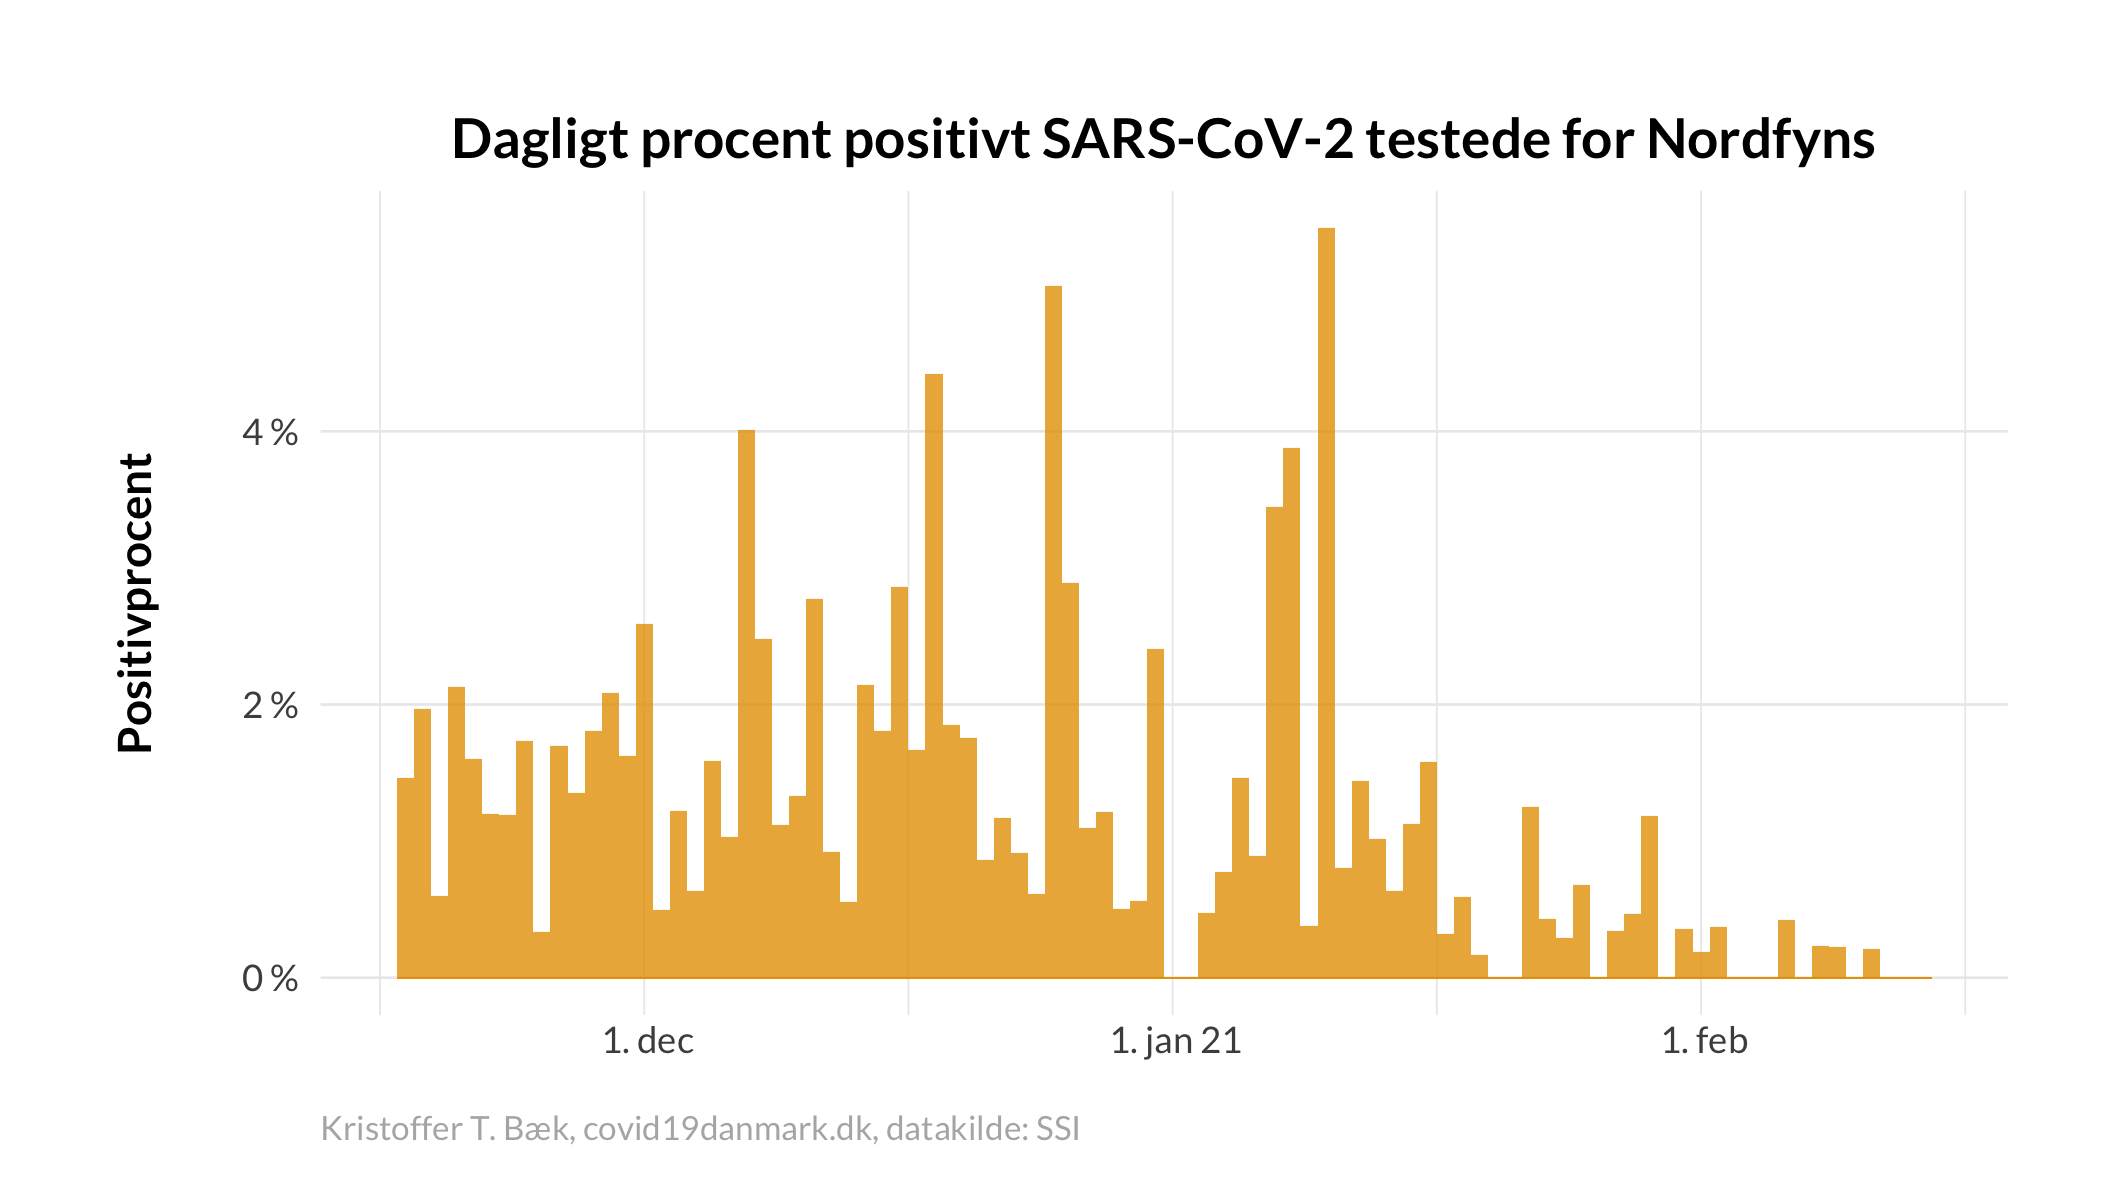 Dagligt procent positivt SARS-CoV-2 testede for Nordfyns
Positivprocent
4 %
2 %
0 %
1. dec
1. jan 21
1. feb
Kristoffer T. Bæk, covid19danmark.dk, datakilde: SSI